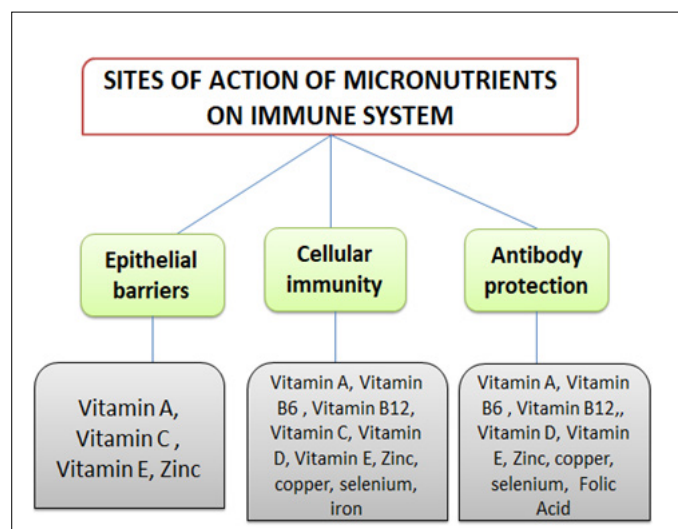 SITES OF ACTION OF MICRONUTRIENTS
ON IMMUNE SYSTEM
Epithelial
barriers
Cellular
immunity
Antibody
protection
Vitamin A,
Vitamin C ,
Vitamin E, Zinc
Vitamin A, Vitamin
B6 , Vitamin B12,
Vitamin C, Vitamin
D, Vitamin E, Zinc,
copper, selenium,
iron
Vitamin A, Vitamin
B6 , Vitamin B12,,
Vitamin D, Vitamin
E, Zinc, copper,
selenium, Folic
Acid